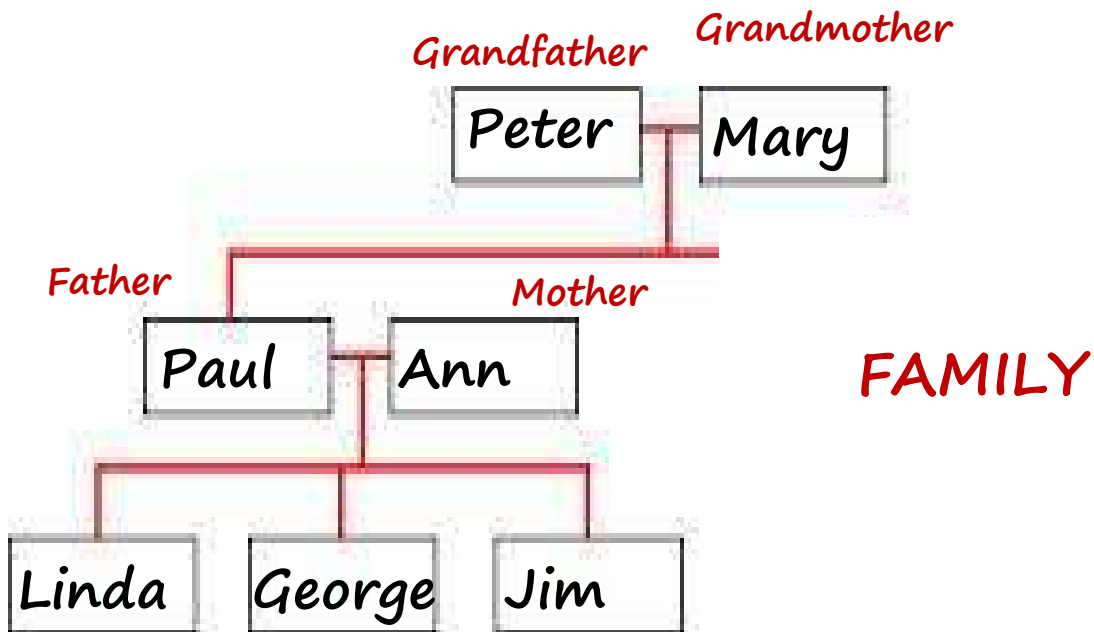 Grandfather
Grandmother
Peter
Mary
Father
Mother
Paul
Ann
FAMILY
Linda
George
Jim